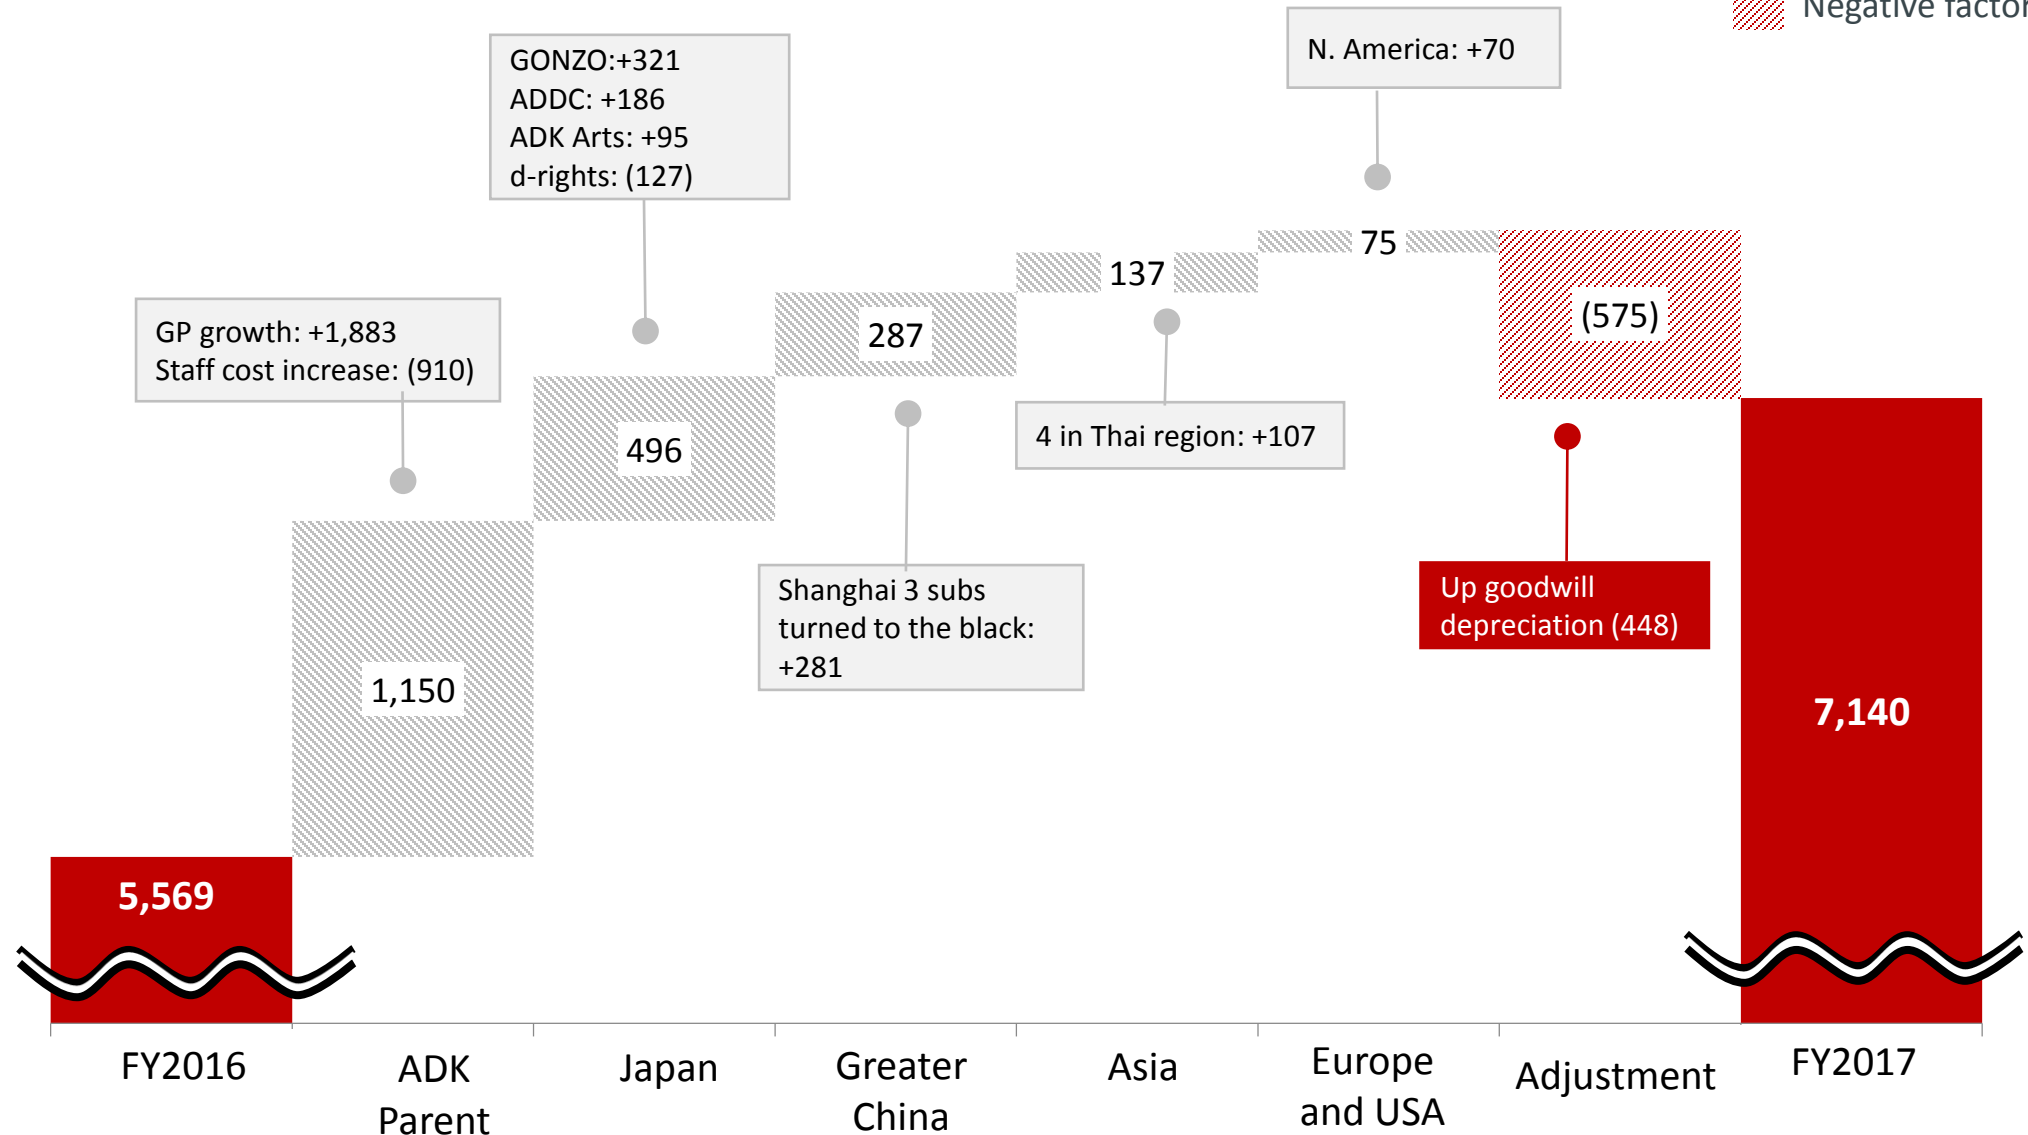 Negative factor
N. America: +70
GONZO:+321
ADDC: +186
ADK Arts: +95
d-rights: (127)
75
137
(575)
287
GP growth: +1,883
Staff cost increase: (910)
4 in Thai region: +107
496
Shanghai 3 subs
turned to the black:
+281
Up goodwill
depreciation (448)
1,150
7,140
5,569
FY2016
ADK
Parent
Japan
Greater
China
Asia
Europe
and USA
Adjustment
FY2017